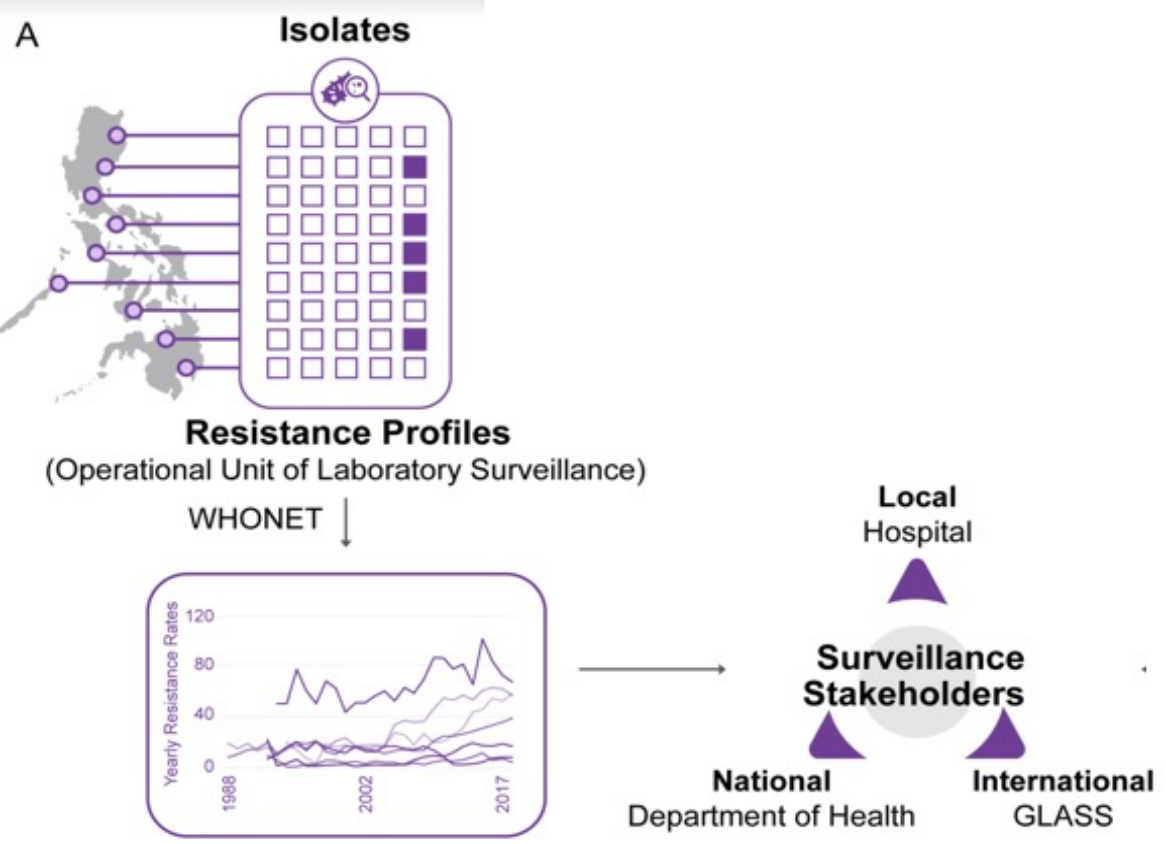 A
Isolates
Resistance Profiles
(Operational Unit of Laboratory Surveillance)
WHONET
Yearly Resistance Rates
120
80
40
0
1988
2002
2017
Local
Hospital
Surveillance
Stakeholders
National
Department of Health
International
GLASS